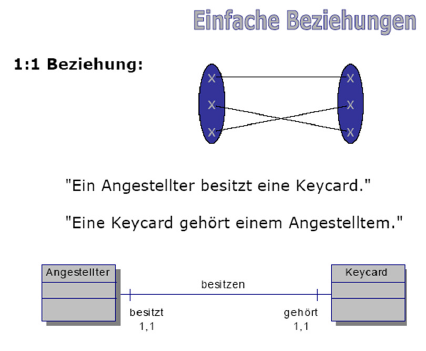 Einfache Beziehungen
1:1 Beziehung:
X X
X X
X X
"Ein Angestellter besitzt eine Keycard."
"Eine Keycard gehört einem Angestelltem."
Angestellter Keycard
besitzen
besitzt gehört
1,1 1,1